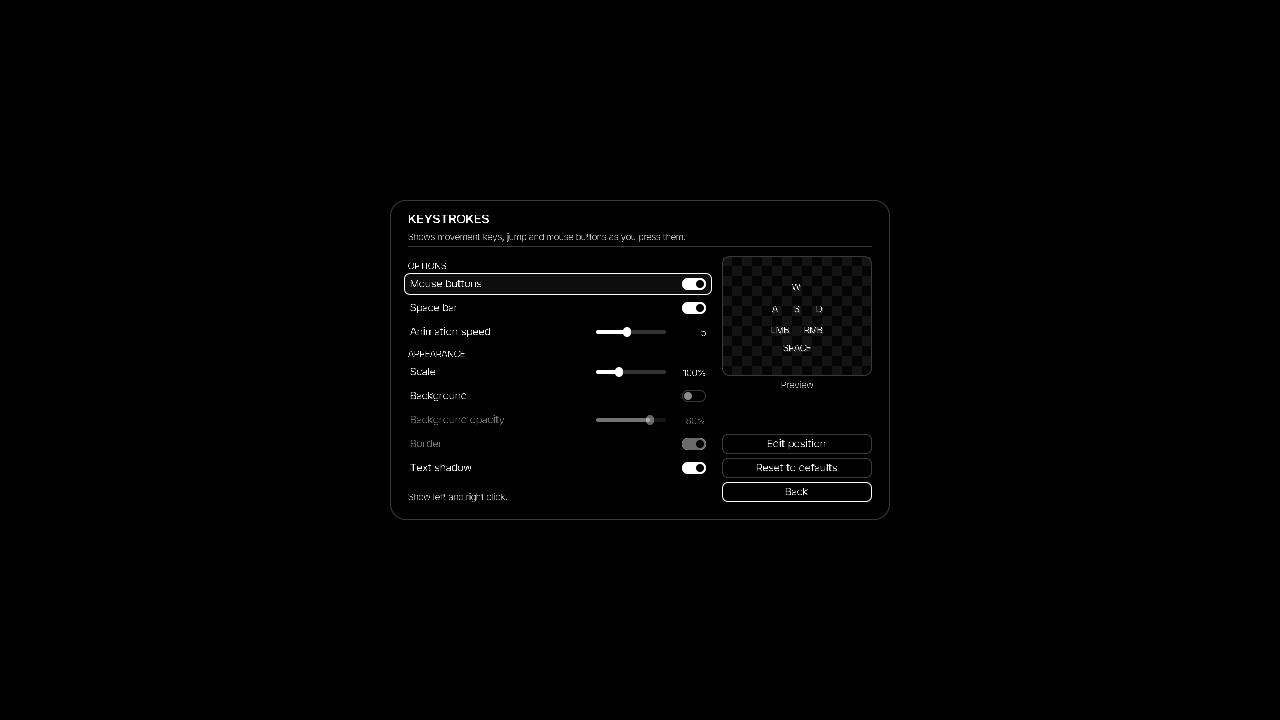 KEYSTROKES
Shows movement keys, jump and mouse buttons as you press them.
OPTIONS
Mouse buttons
Space bar
Animation speed 5
APPEARANCE
Scale 100%
Background
Background opacity 80%
Border
Text shadow
Show left and right click.
W
A S D
LMB RMB
SPACE
Preview
Edit position
Reset to defaults
Back